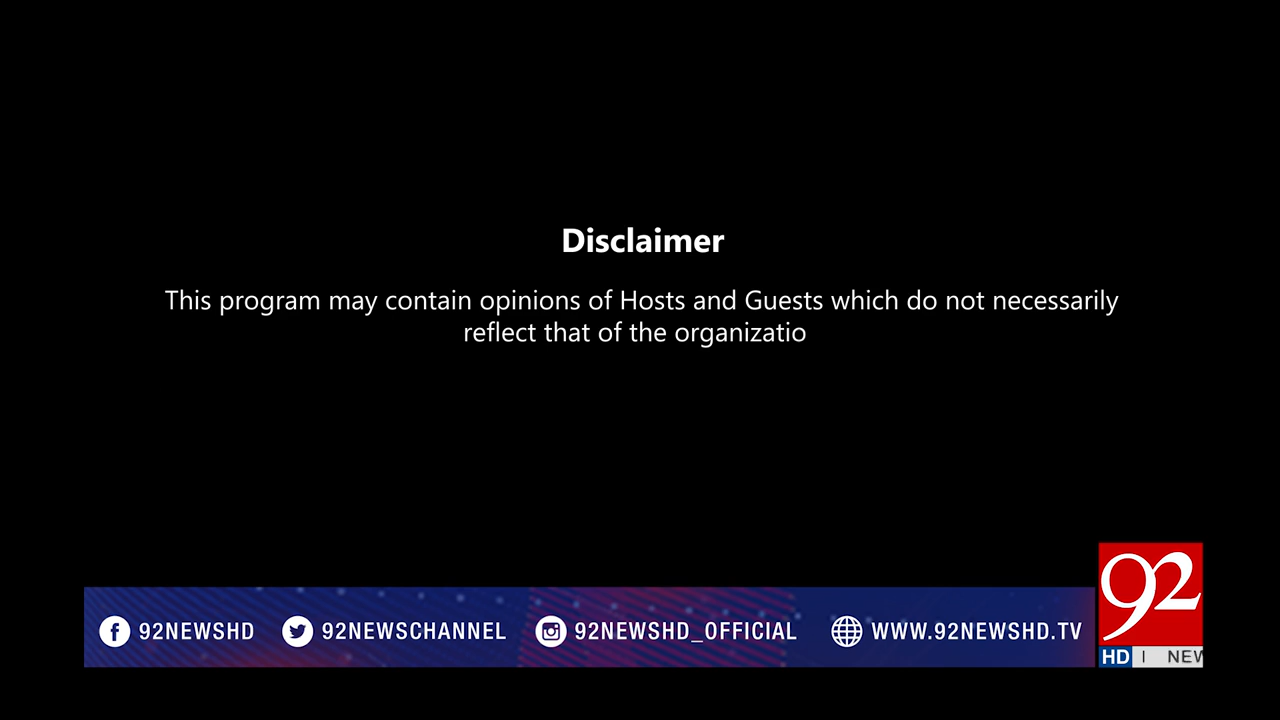 Disclaimer
This program may contain opinions of Hosts and Guests which do not necessarily
reflect that of the organizatio
92NEWSHD
92NEWSCHANNEL
92NEWSHD_OFFICIAL
WWW.92NEWSHD.TV
92
HD | NEW